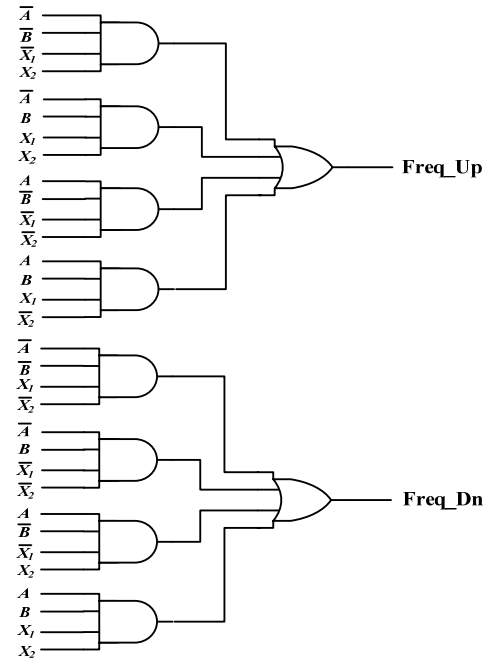 A̅
B̅
X̅₁
X₂
A̅
B
X₁
X₂
Freq_Up
A
B̅
X̅₁
X̅₂
A
B
X₁
X̅₂
A̅
B̅
X₁
X̅₂
A̅
B
X̅₁
X̅₂
Freq_Dn
A
B̅
X̅₁
X₂
A
B
X₁
X₂